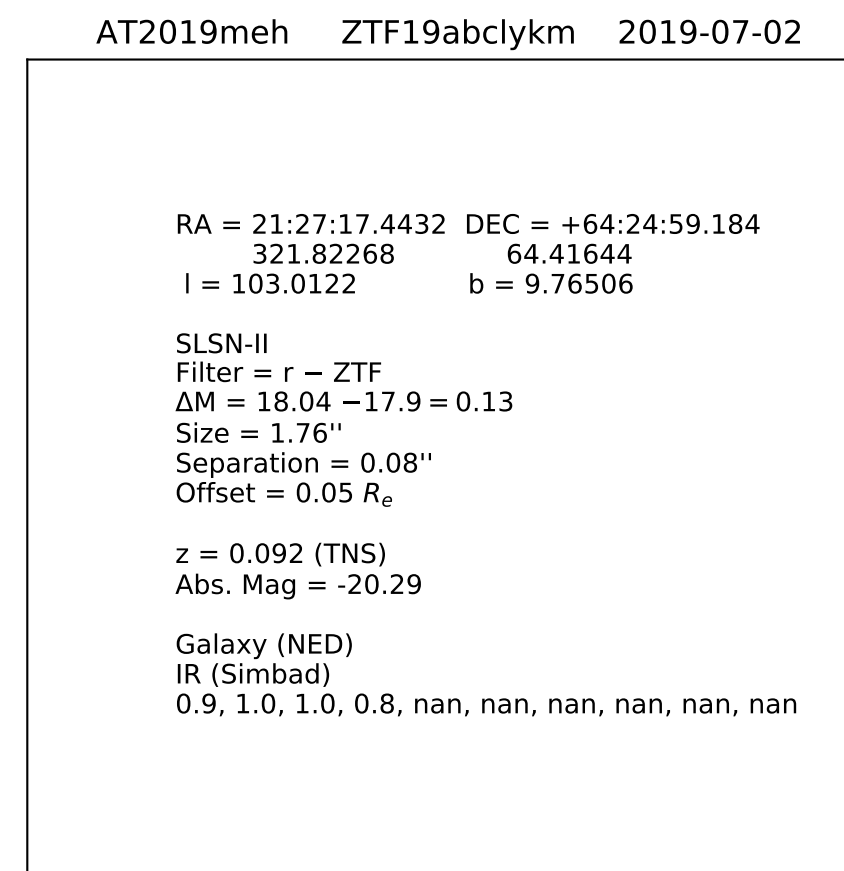 AT2019meh ZTF19abclykm 2019-07-02
RA = 21:27:17.4432 DEC = +64:24:59.184
321.82268 64.41644
l = 103.0122 b = 9.76506
SLSN-II
Filter = r − ZTF
ΔM = 18.04 −17.9 = 0.13
Size = 1.76''
Separation = 0.08''
Offset = 0.05 Rₑ
z = 0.092 (TNS)
Abs. Mag = -20.29
Galaxy (NED)
IR (Simbad)
0.9, 1.0, 1.0, 0.8, nan, nan, nan, nan, nan, nan